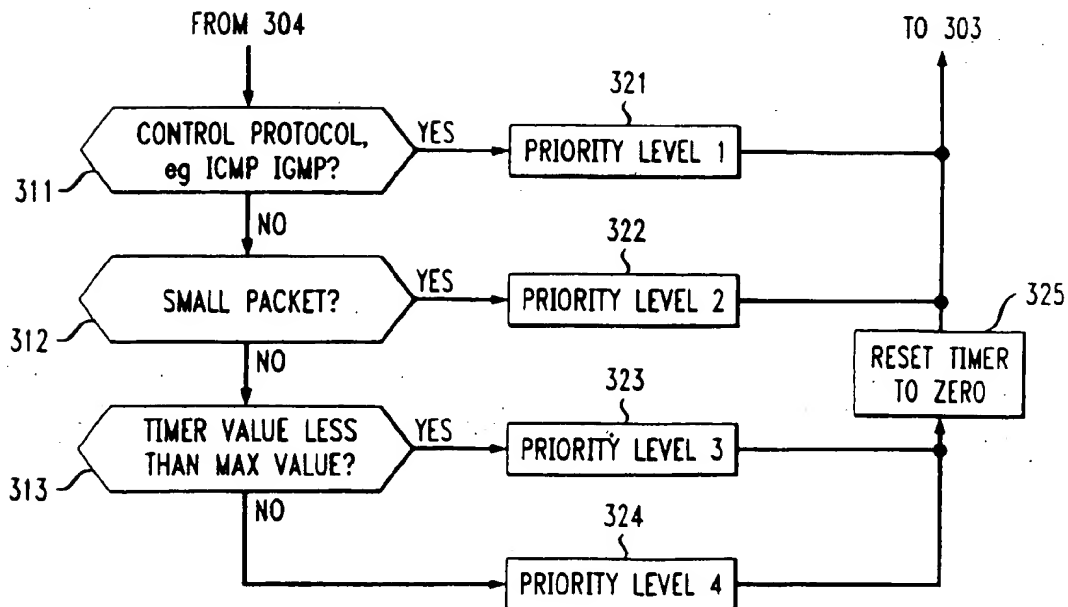 FROM 304
TO 303
321
CONTROL PROTOCOL,
eg ICMP IGMP?
YES
PRIORITY LEVEL 1
311
NO
322
SMALL PACKET?
YES
PRIORITY LEVEL 2
325
312
NO
RESET TIMER
TO ZERO
323
TIMER VALUE LESS
THAN MAX VALUE?
YES
PRIORITY LEVEL 3
313
NO
324
PRIORITY LEVEL 4